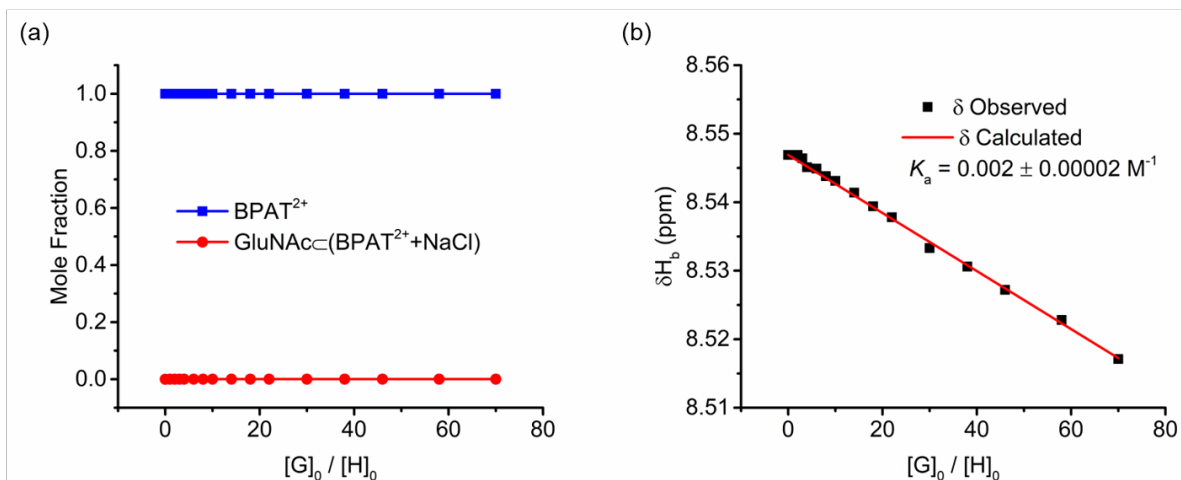 (a)
Mole Fraction
1.0
0.8
0.6
0.4
0.2
0.0
BPAT²⁺
GluNAc⊂(BPAT²⁺+NaCl)
0 20 40 60 80
[G]₀ / [H]₀
(b)
δH_b (ppm)
8.56
8.55
8.54
8.53
8.52
8.51
δ Observed
δ Calculated
Kₐ = 0.002 ± 0.00002 M⁻¹
0 20 40 60 80
[G]₀ / [H]₀